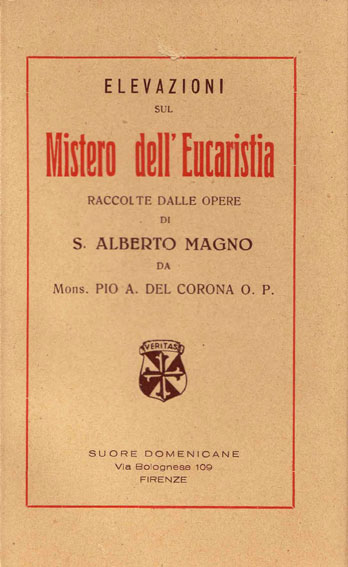 ELEVAZIONI
SUL
Mistero dell' Eucaristia
RACCOLTE DALLE OPERE
DI
S. ALBERTO MAGNO
DA
Mons. PIO A. DEL CORONA O. P.
VERITAS
SUORE DOMENICANE
Via Bolognese 109
FIRENZE